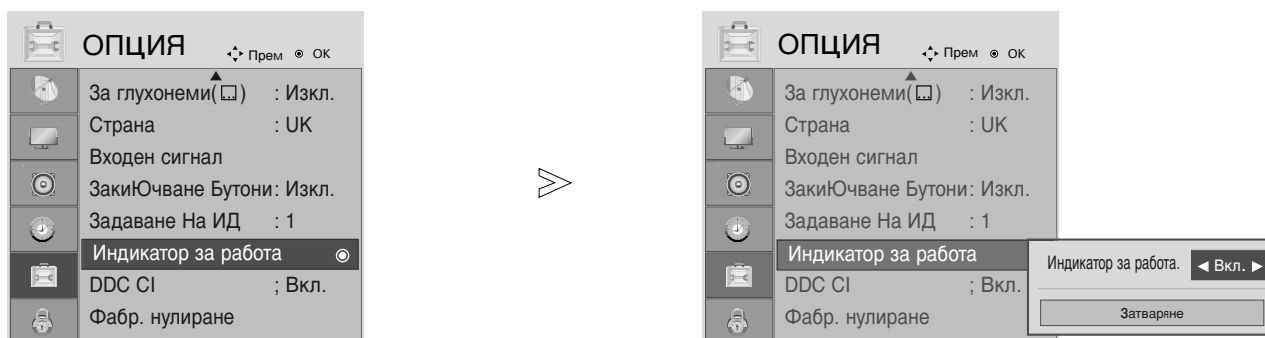 ОПЦИЯ Прем ОК
За глухонеми( ) : Изкл.
Страна : UK
Входен сигнал
ЗакиЮчване Бутони : Изкл.
Задаване На ИД : 1
Индикатор за работа
DDC CI ; Вкл.
Фабр. нулиране
ОПЦИЯ Прем ОК
За глухонеми( ) : Изкл.
Страна : UK
Входен сигнал
ЗакиЮчване Бутони : Изкл.
Задаване На ИД : 1
Индикатор за работа
DDC CI ; Вкл.
Фабр. нулиране
Индикатор за работа. ◄ Вкл. ►
Затваряне